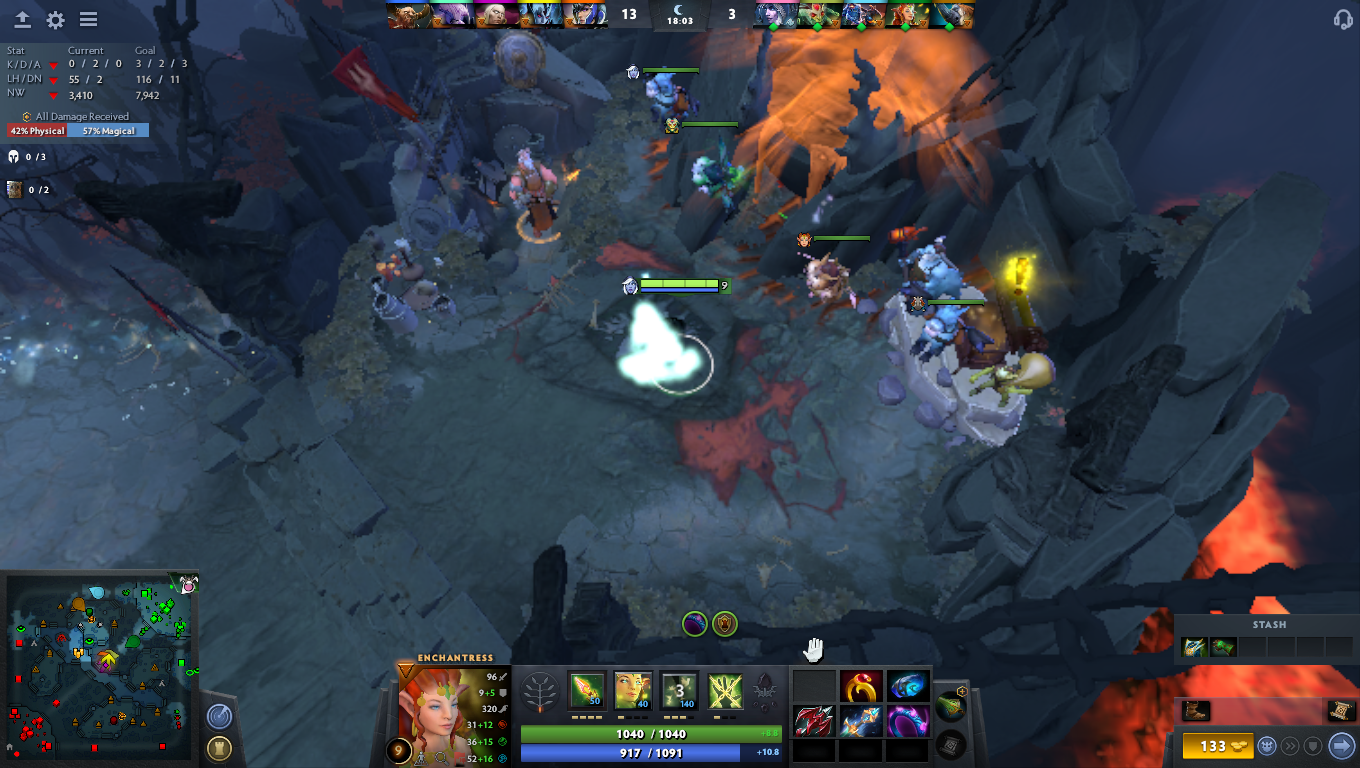 13 18:03 3
Stat Current Goal
K / D / A 0 / 2 / 0 3 / 2 / 3
LH / DN 55 / 2 116 / 11
NW 3,410 7,942
All Damage Received
42% Physical 57% Magical
0 / 3
0 / 2
9
STASH
ENCHANTRESS
96
9+5
320
31+12
36+15
52+16
9
50
40
3
140
1040 / 1040 +8.8
917 / 1091 +10.8
133